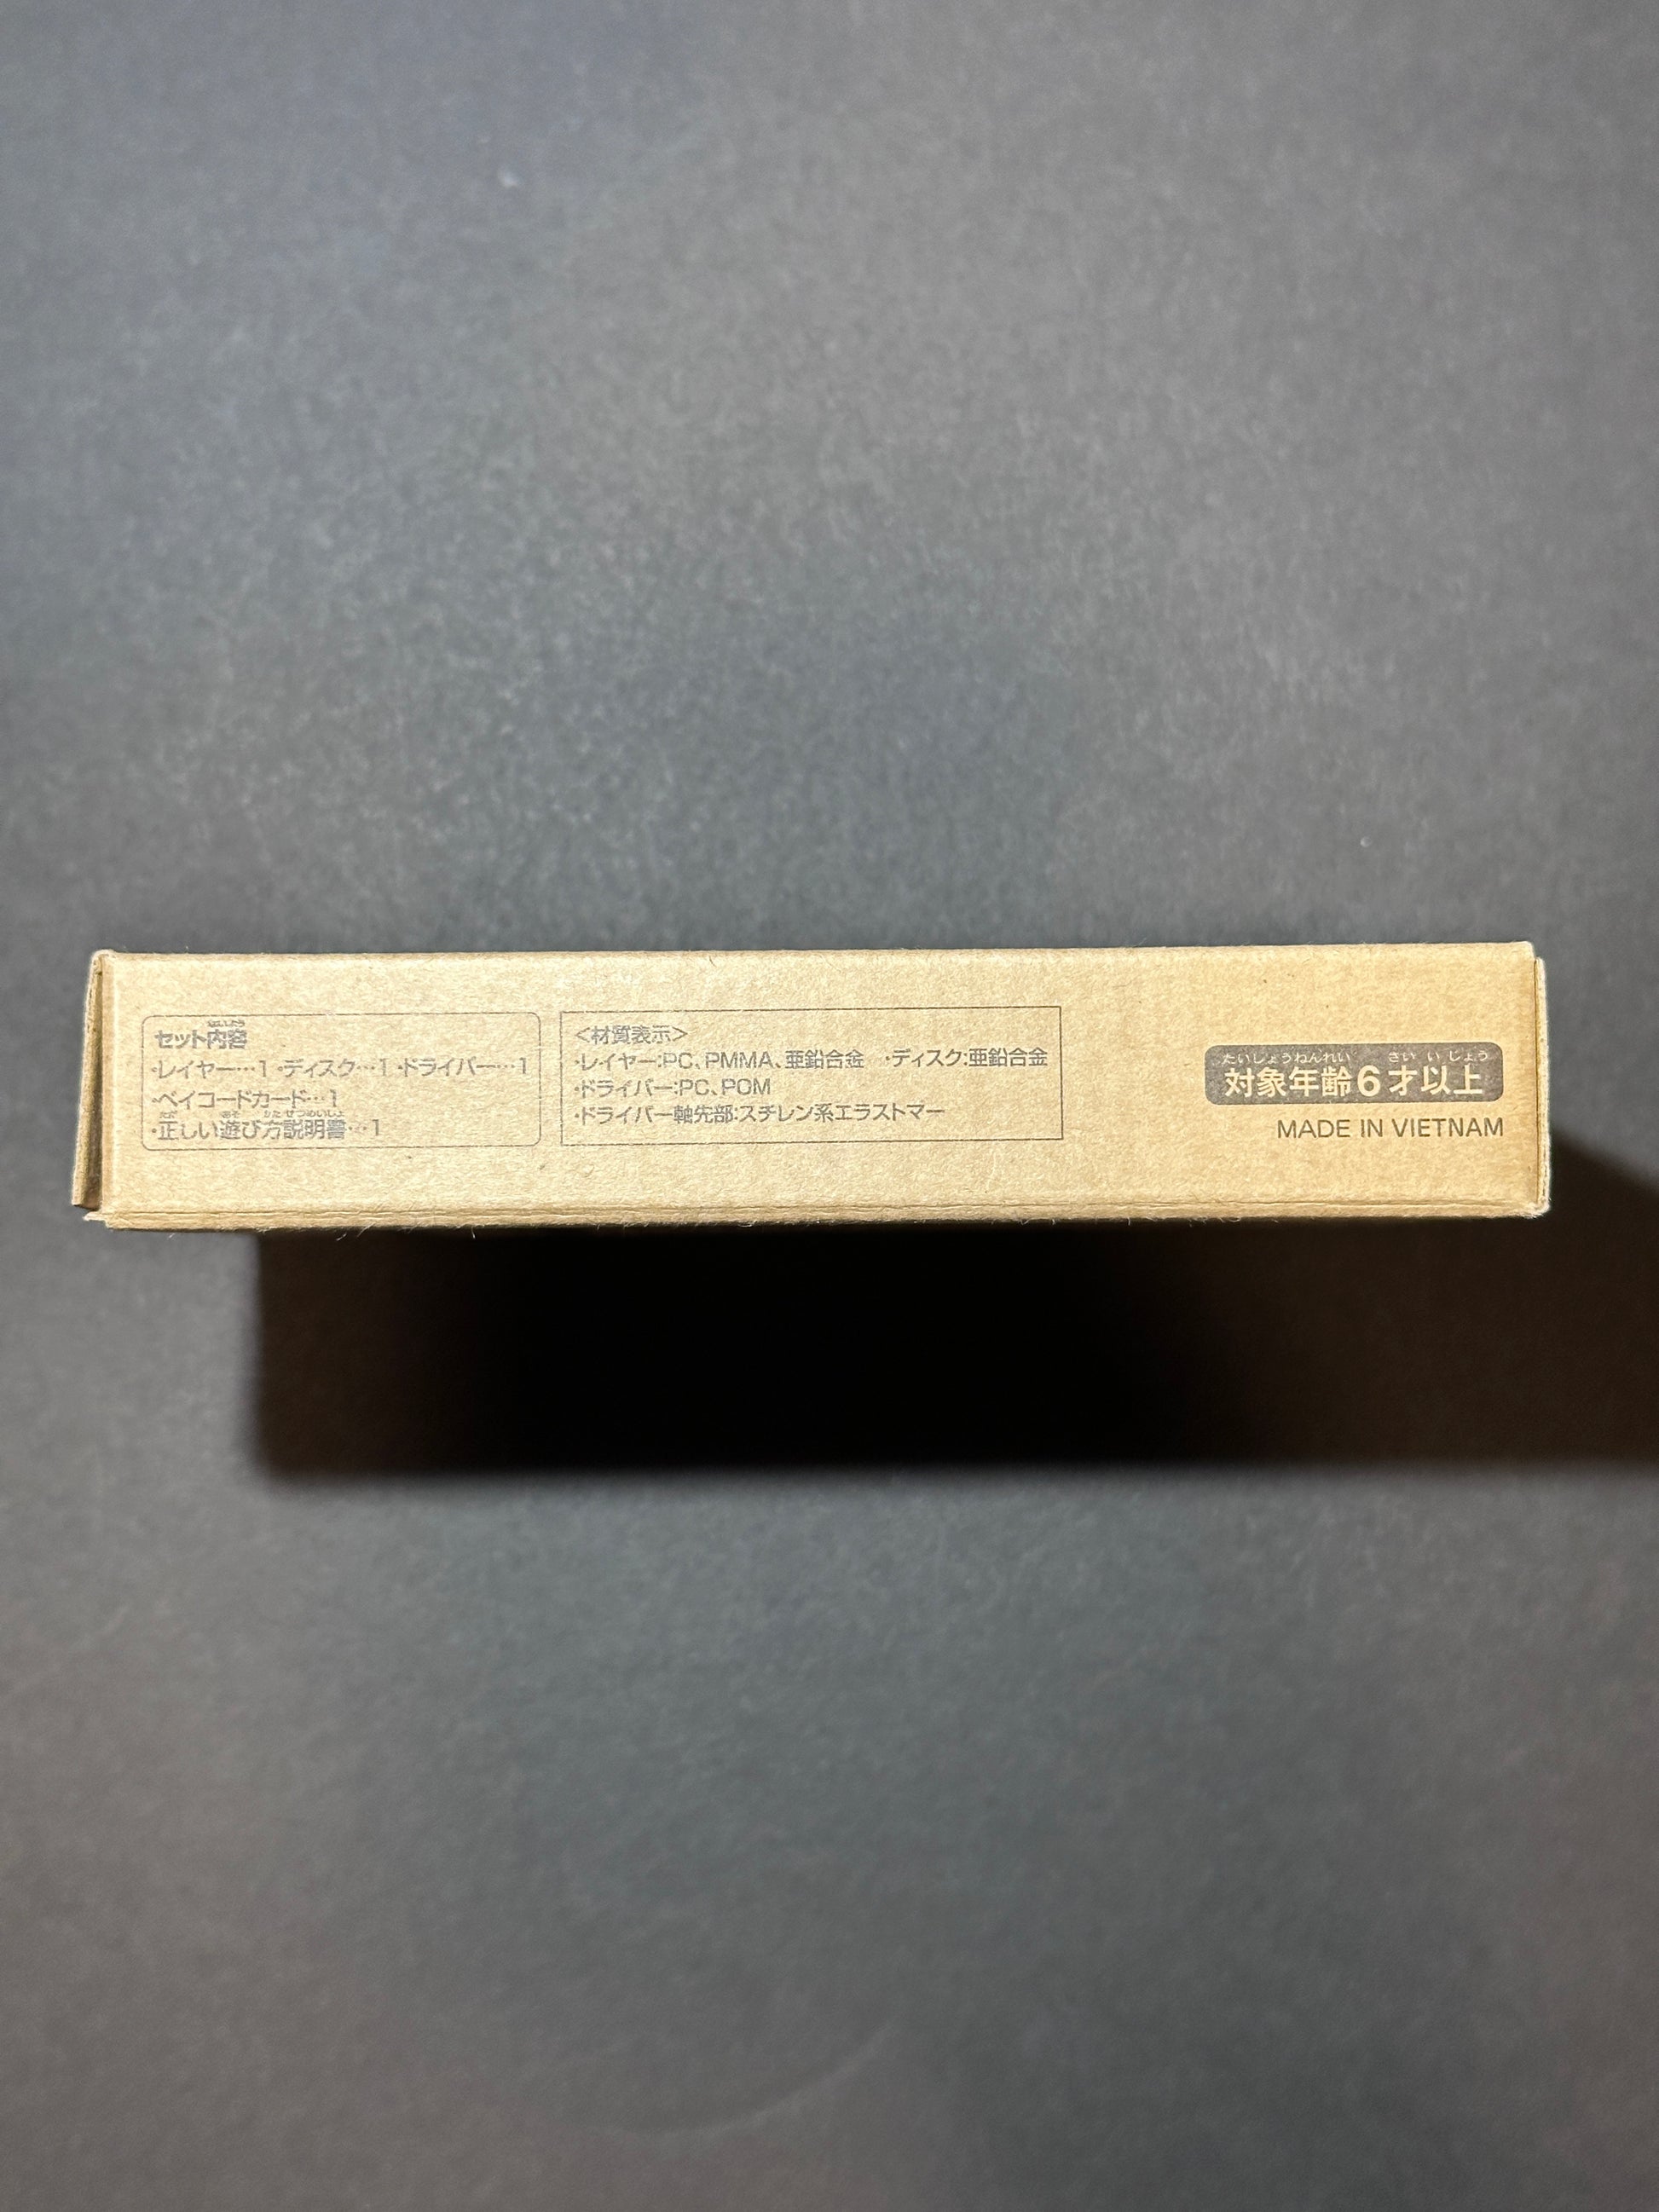 セット内容
・レイヤー…1 ・ディスク…1 ・ドライバー…1
・ベイコードカード…1
・正しい遊び方説明書…1
<材質表示>
・レイヤー:PC、PMMA、亜鉛合金　・ディスク:亜鉛合金
・ドライバー:PC、POM
・ドライバー軸先部:スチレン系エラストマー
たいしょうねんれい　さい　い じょう
対象年齢6才以上
MADE IN VIETNAM